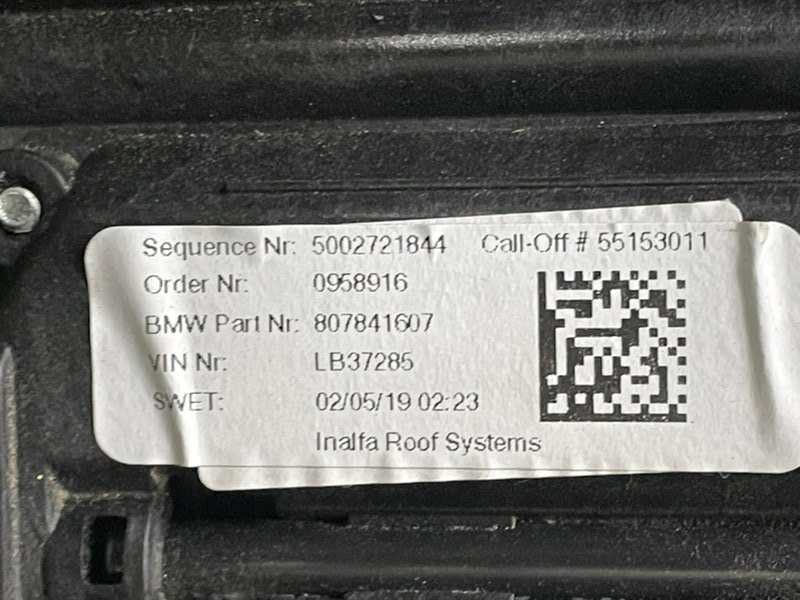 Sequence Nr: 5002721844 Call-Off # 55153011
Order Nr: 0958916
BMW Part Nr: 807841607
VIN Nr: LB37285
SWET: 02/05/19 02:23
Inalfa Roof Systems